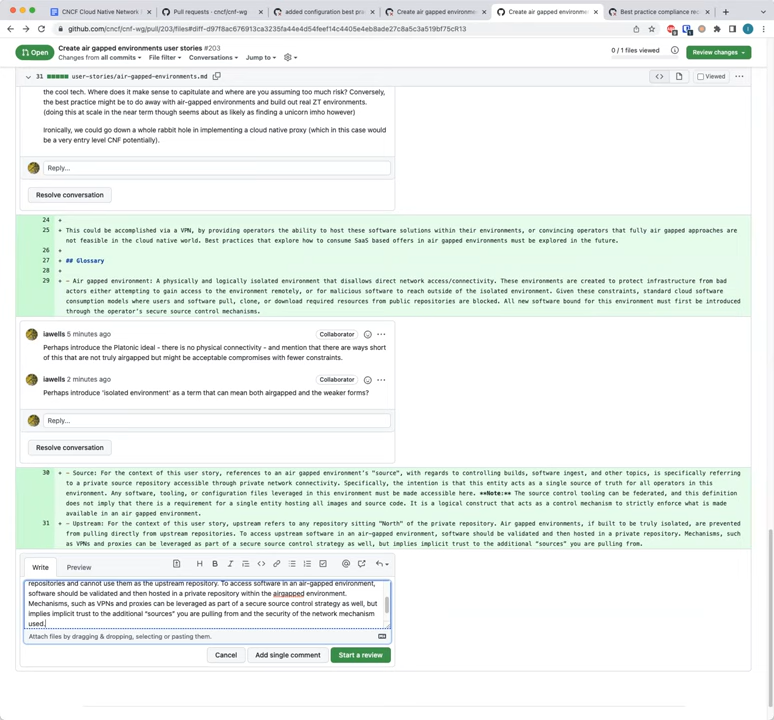 CNCF Cloud Native Network
Pull requests · cncf/cnf-wg
added configuration best pra
Create air gapped environme
Create air gapped environme
Best practice compliance rea
github.com/cncf/cnf-wg/pull/203/files#diff-d97f8ac6769413ca3235fa44e4d54feef14c4405e4eb8daede27c8a5c3a519bf75cR13
Open
Create air gapped environments user stories #203
Changes from all commits
File filter
Conversations
Jump to
0 / 1 files viewed
Review changes
31
user-stories/air-gapped-environments.md
Viewed
the cool tech. Where does it make sense to capitulate and where are you assuming too much risk? Conversely,
the best practice might be to do away with air-gapped environments and build out real ZT environments.
(doing this at scale in the near term though seems about as likely as finding a unicorn imho however)
Ironically, we could go down a whole rabbit hole in implementing a cloud native proxy (which in this case would
be a very entry level CNF potentially).
Reply...
Resolve conversation
24 +
25 + This could be accomplished via a VPN, by providing operators the ability to host these software solutions within their environments, or convincing operators that fully air gapped approaches are
not feasible in the cloud native world. Best practices that explore how to consume SaaS based offers in air gapped environments must be explored in the future.
26 +
27 + ## Glossary
28 +
29 + - Air gapped environment: A physically and logically isolated environment that disallows direct network access/connectivity. These environments are created to protect infrastructure from bad
actors either attempting to gain access to the environment remotely, or for malicious software to reach outside of the isolated environment. Given these constraints, standard cloud software
consumption models where users and software pull, clone, or download required resources from public repositories are blocked. All new software bound for this environment must first be introduced
through the operator's secure source control mechanisms.
iawells 5 minutes ago
Collaborator
Perhaps introduce the Platonic ideal - there is no physical connectivity - and mention that there are ways short
of this that are not truly airgapped but might be acceptable compromises with fewer constraints.
iawells 2 minutes ago
Collaborator
Perhaps introduce 'isolated environment' as a term that can mean both airgapped and the weaker forms?
Reply...
Resolve conversation
30 + - Source: For the context of this user story, references to an air gapped environment's "source", with regards to controlling builds, software ingest, and other topics, is specifically referring
to a private source repository accessible through private network connectivity. Specifically, the intention is that this entity acts as a single source of truth for all operators in this
environment. Any software, tooling, or configuration files leveraged in this environment must be made accessible here. **Note:** The source control tooling can be federated, and this definition
does not imply that there is a requirement for a single entity hosting all images and source code. It is a logical construct that acts as a control mechanism to strictly enforce what is made
available in an air gapped environment.
31 + - Upstream: For the context of this user story, upstream refers to any repository sitting "North" of the private repository. Air gapped environments, if built to be truly isolated, are prevented
from pulling directly from upstream repositories. To access upstream software in an air-gapped environment, software should be validated and then hosted in a private repository. Mechanisms, such
as VPNs and proxies can be leveraged as part of a secure source control strategy as well, but implies implicit trust to the additional "sources" you are pulling from.
Write
Preview
repositories and cannot use them as the upstream repository. To access software in an air-gapped environment,
software should be validated and then hosted in a private repository within the airgapped environment.
Mechanisms, such as VPNs and proxies can be leveraged as part of a secure source control strategy as well, but
implies implicit trust to the additional "sources" you are pulling from and the security of the network mechanism
used.
Attach files by dragging & dropping, selecting or pasting them.
Cancel
Add single comment
Start a review